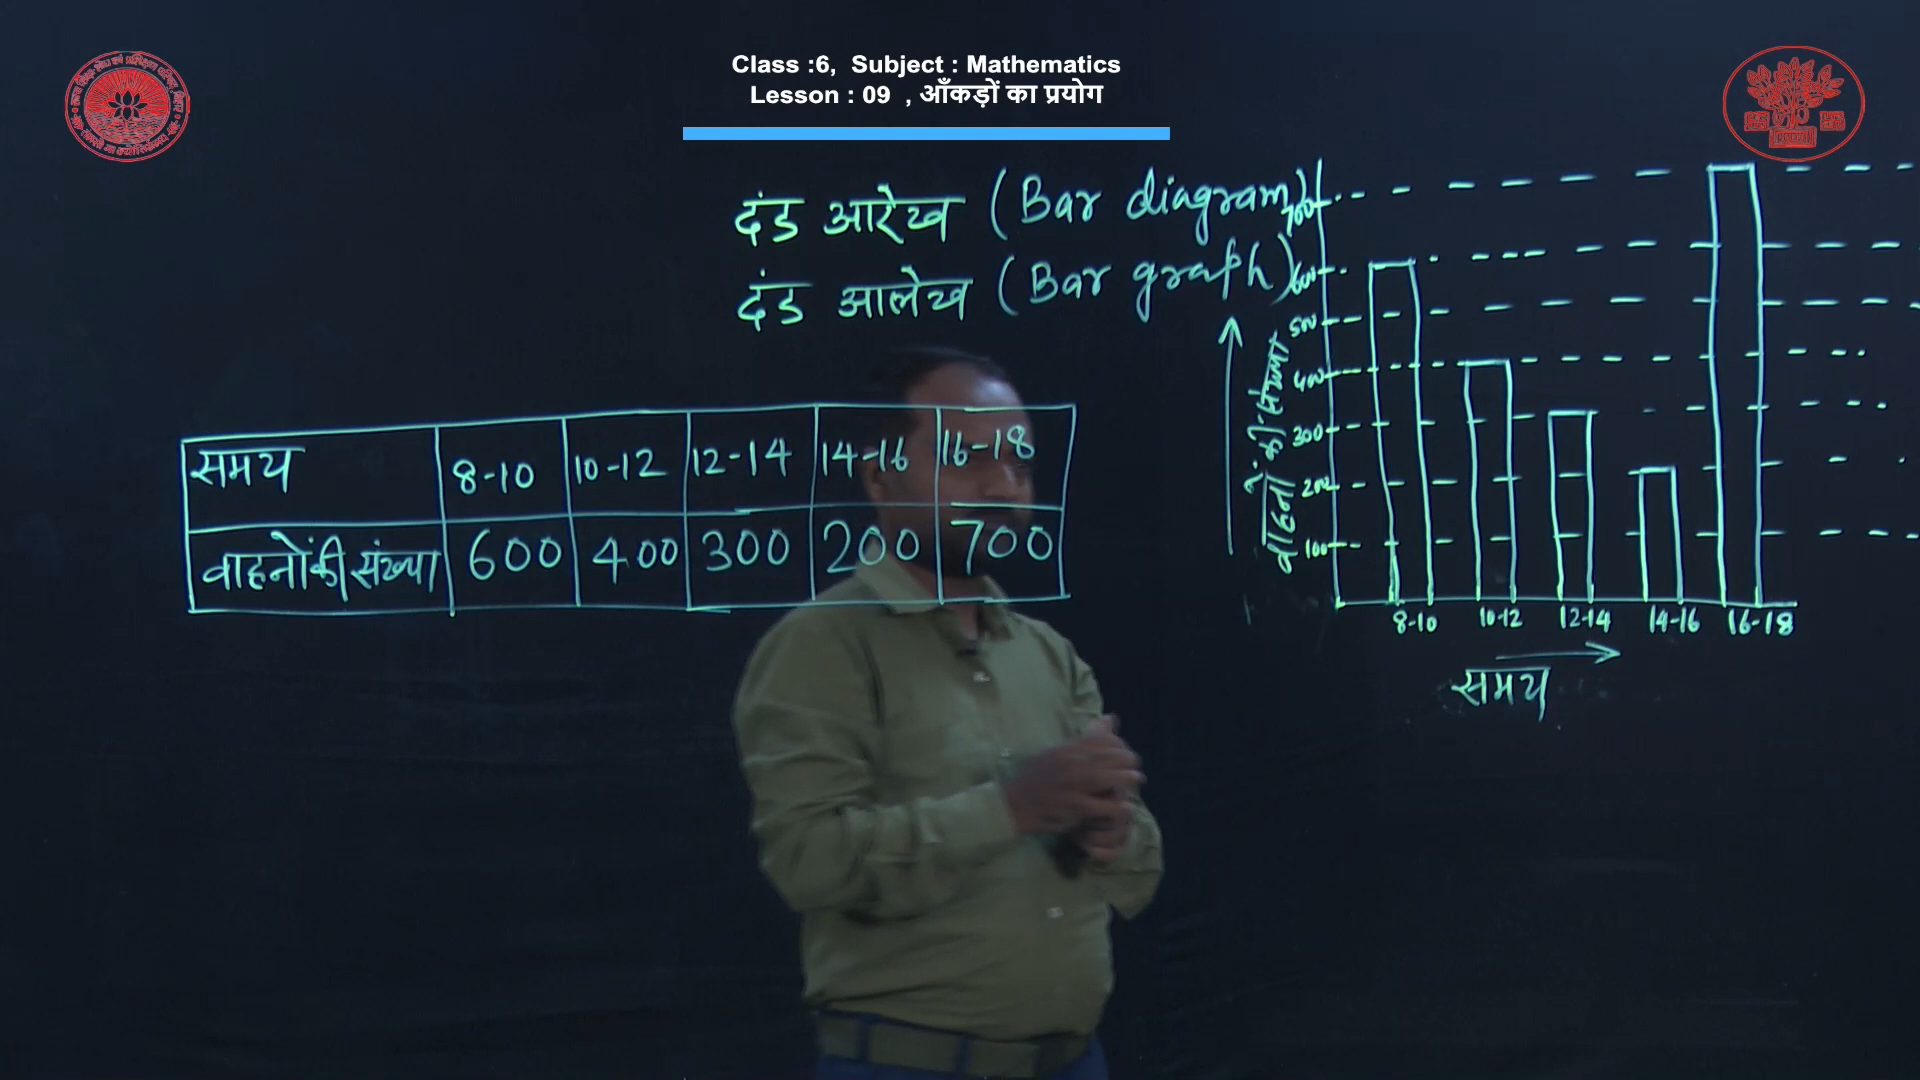 Class :6, Subject : Mathematics
Lesson : 09 , आँकड़ों का प्रयोग
दंड आरेख (Bar diagram)
दंड आलेख (Bar graph)
समय 8-10 10-12 12-14 14-16 16-18
वाहनों की संख्या 600 400 300 200 700
700
600
500
400
300
200
100
वाहनों की संख्या
8-10 10-12 12-14 14-16 16-18
समय